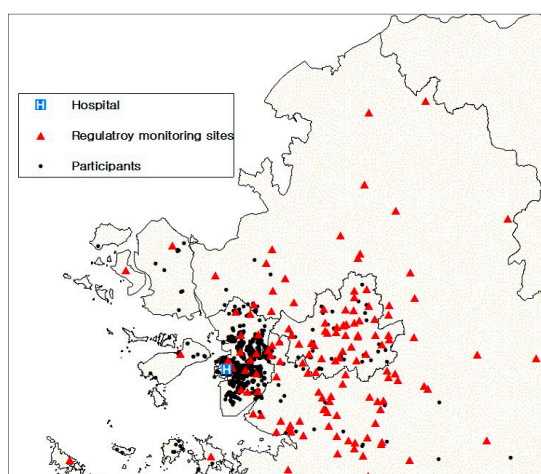 H Hospital
Regulatroy monitoring sites
Participants
H